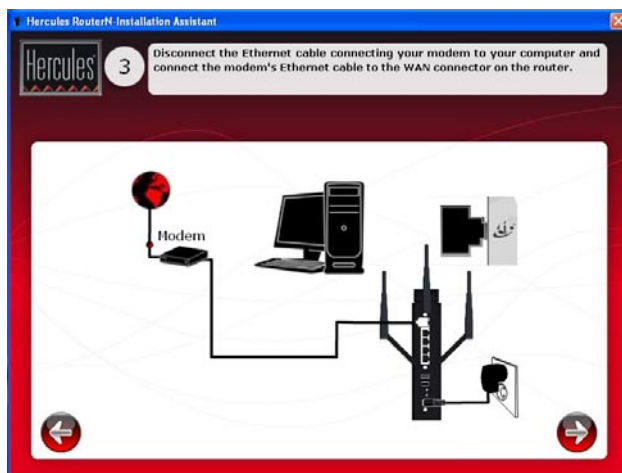 Hercules RouterN-Installation Assistant
Hercules
3
Disconnect the Ethernet cable connecting your modem to your computer and
connect the modem's Ethernet cable to the WAN connector on the router.
Modem